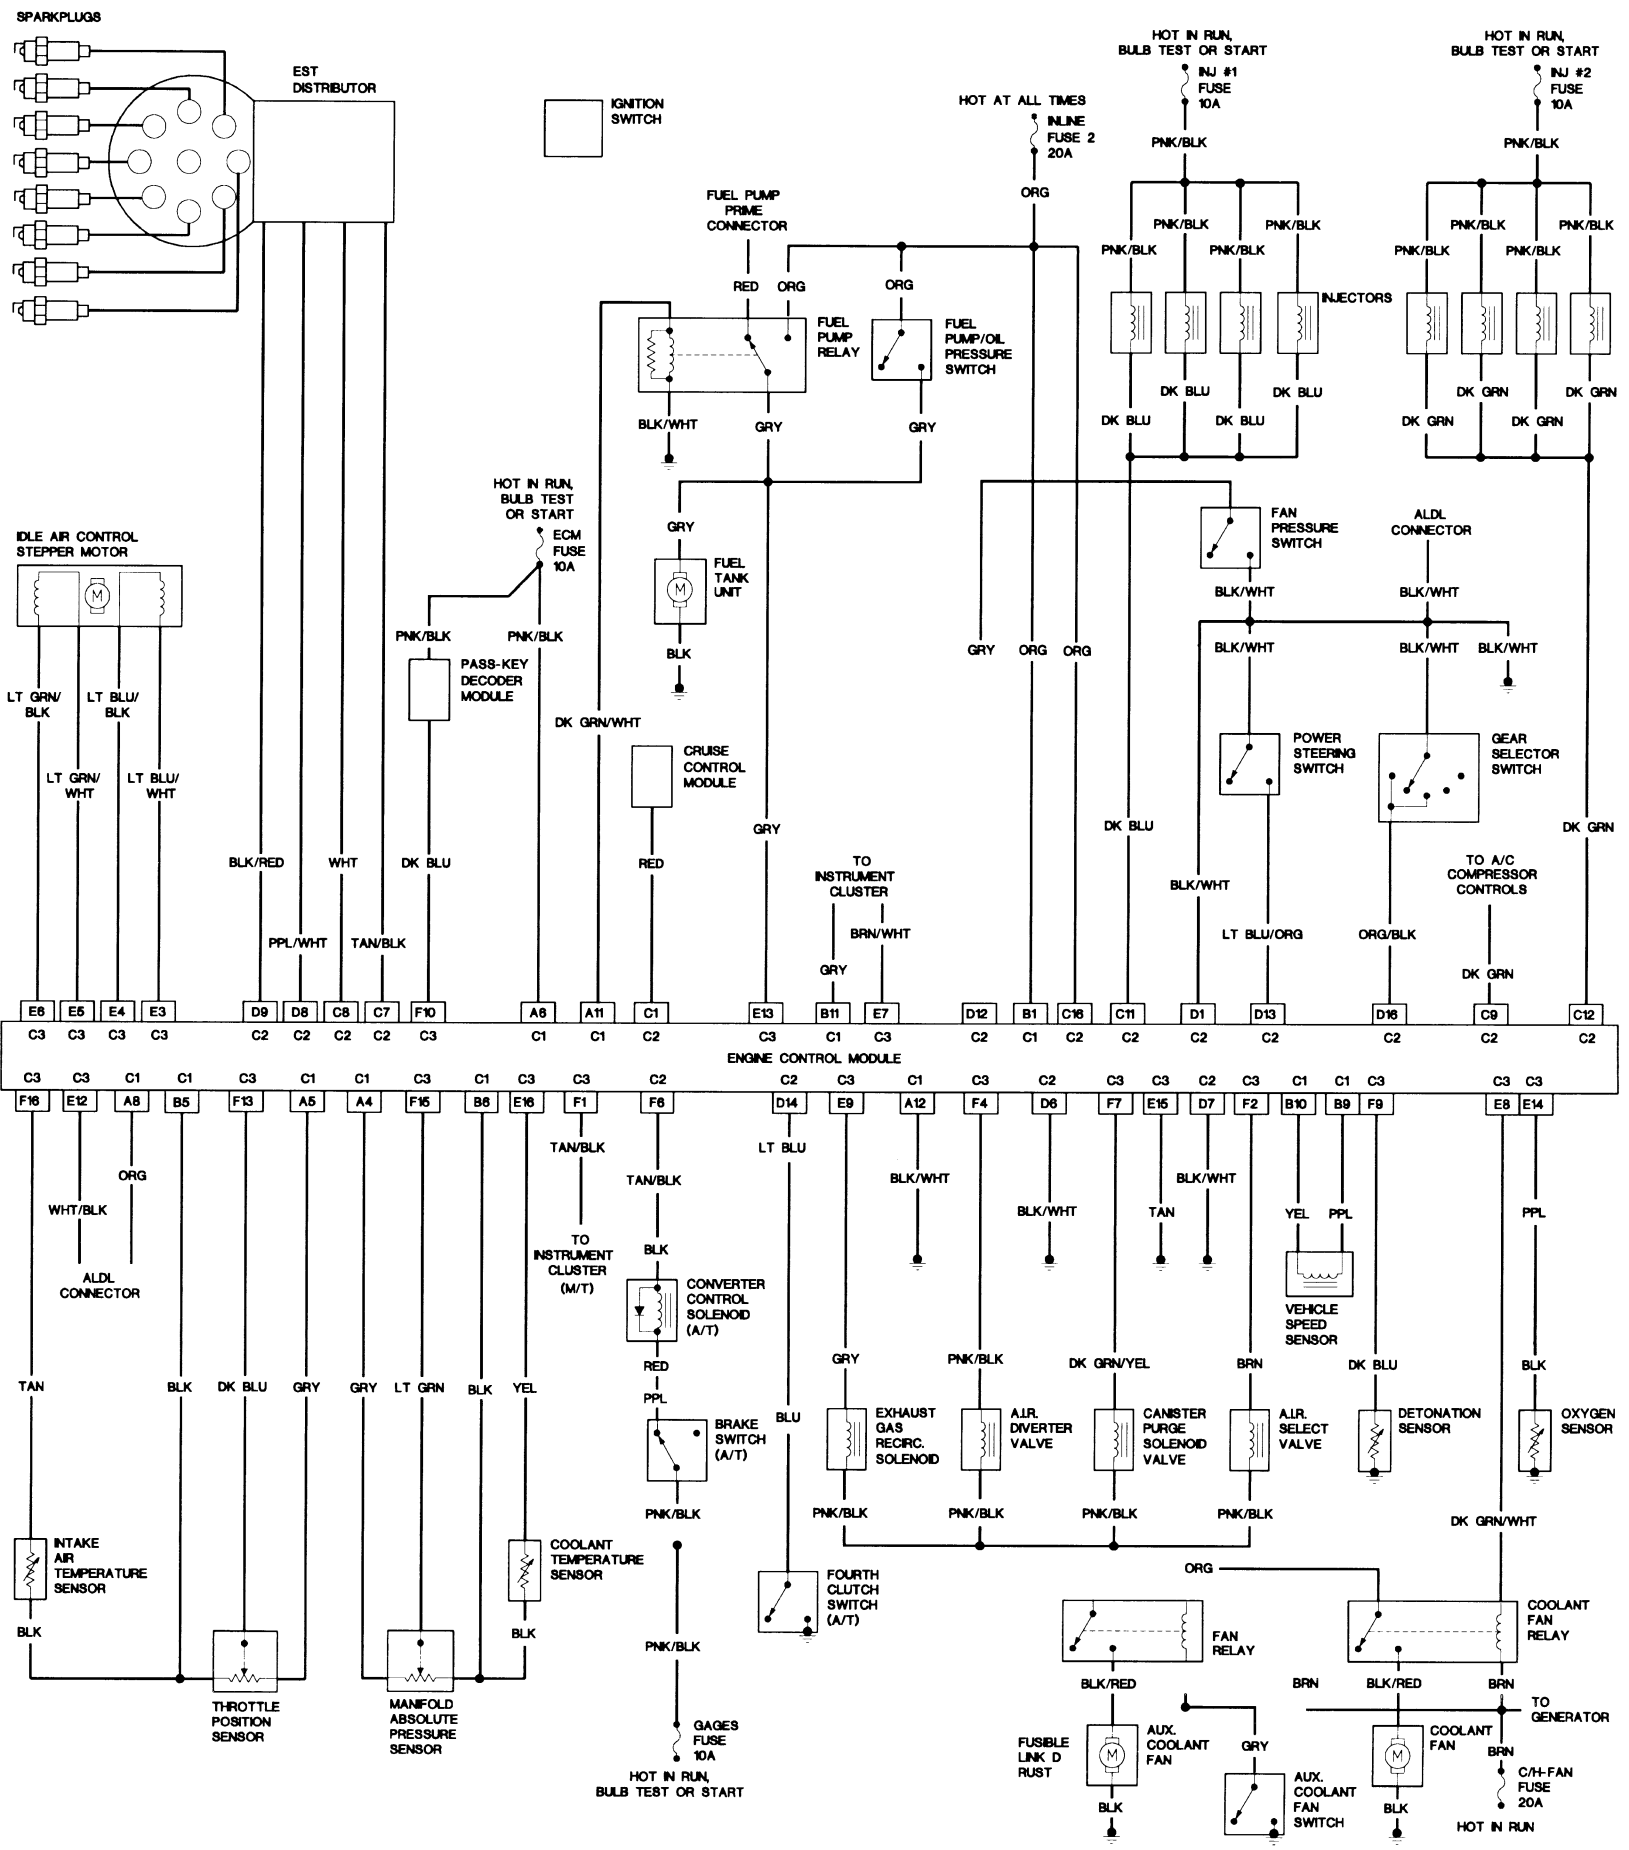 SPARKPLUGS
EST
DISTRIBUTOR
IGNITION
SWITCH
HOT IN RUN,
BULB TEST OR START
INJ #1
FUSE
10A
HOT IN RUN,
BULB TEST OR START
INJ #2
FUSE
10A
HOT AT ALL TIMES
INLINE
FUSE 2
20A
PNK/BLK
PNK/BLK
ORG
FUEL PUMP
PRIME
CONNECTOR
PNK/BLK
PNK/BLK
PNK/BLK
PNK/BLK
PNK/BLK
PNK/BLK
PNK/BLK
PNK/BLK
RED
ORG
ORG
INJECTORS
FUEL
PUMP
RELAY
FUEL
PUMP/OIL
PRESSURE
SWITCH
DK BLU
DK BLU
DK GRN
DK GRN
DK BLU
DK BLU
DK GRN
DK GRN
BLK/WHT
GRY
GRY
HOT IN RUN,
BULB TEST
OR START
ECM
FUSE
10A
GRY
FUEL
TANK
UNIT
M
FAN
PRESSURE
SWITCH
ALDL
CONNECTOR
IDLE AIR CONTROL
STEPPER MOTOR
M
BLK/WHT
BLK/WHT
PNK/BLK
PNK/BLK
BLK
GRY
ORG
ORG
BLK/WHT
BLK/WHT
BLK/WHT
PASS-KEY
DECODER
MODULE
LT GRN/
BLK
LT BLU/
BLK
DK GRN/WHT
CRUISE
CONTROL
MODULE
POWER
STEERING
SWITCH
GEAR
SELECTOR
SWITCH
LT GRN/
WHT
LT BLU/
WHT
GRY
DK BLU
DK GRN
BLK/RED
WHT
DK BLU
RED
TO
INSTRUMENT
CLUSTER
TO A/C
COMPRESSOR
CONTROLS
BLK/WHT
PPL/WHT
TAN/BLK
BRN/WHT
LT BLU/ORG
ORG/BLK
GRY
DK GRN
E6 E5 E4 E3 D9 D8 C8 C7 F10 A6 A11 C1 E13 B11 E7 D12 B1 C16 C11 D1 D13 D16 C9 C12
C3 C3 C3 C3 C2 C2 C2 C2 C3 C1 C1 C2 C3 C1 C3 C2 C1 C2 C2 C2 C2 C2 C2 C2
ENGINE CONTROL MODULE
C3 C3 C1 C1 C3 C1 C1 C3 C1 C3 C3 C2 C2 C3 C1 C3 C2 C3 C3 C2 C3 C1 C1 C3 C3 C3
F16 E12 A8 B5 F13 A5 A4 F15 B6 E16 F1 F6 D14 E9 A12 F4 D6 F7 E15 D7 F2 B10 B9 F9 E8 E14
TAN/BLK
LT BLU
ORG
TAN/BLK
BLK/WHT
BLK/WHT
WHT/BLK
BLK/WHT
TAN
YEL
PPL
PPL
TO
INSTRUMENT
CLUSTER
(M/T)
BLK
ALDL
CONNECTOR
CONVERTER
CONTROL
SOLENOID
(A/T)
VEHICLE
SPEED
SENSOR
RED
GRY
PNK/BLK
DK GRN/YEL
BRN
DK BLU
BLK
TAN
BLK
DK BLU
GRY
GRY
LT GRN
BLK
YEL
PPL
BLU
BRAKE
SWITCH
(A/T)
EXHAUST
GAS
RECIRC.
SOLENOID
A.I.R.
DIVERTER
VALVE
CANISTER
PURGE
SOLENOID
VALVE
A.I.R.
SELECT
VALVE
DETONATION
SENSOR
OXYGEN
SENSOR
PNK/BLK
PNK/BLK
PNK/BLK
PNK/BLK
PNK/BLK
DK GRN/WHT
INTAKE
AIR
TEMPERATURE
SENSOR
COOLANT
TEMPERATURE
SENSOR
ORG
FOURTH
CLUTCH
SWITCH
(A/T)
COOLANT
FAN
RELAY
BLK
BLK
PNK/BLK
FAN
RELAY
BLK/RED
BRN
BLK/RED
BRN
THROTTLE
POSITION
SENSOR
MANIFOLD
ABSOLUTE
PRESSURE
SENSOR
TO
GENERATOR
GAGES
FUSE
10A
FUSIBLE
LINK D
RUST
M
AUX.
COOLANT
FAN
GRY
M
COOLANT
FAN
BRN
HOT IN RUN,
BULB TEST OR START
C/H-FAN
FUSE
20A
BLK
AUX.
COOLANT
FAN
SWITCH
BLK
HOT IN RUN